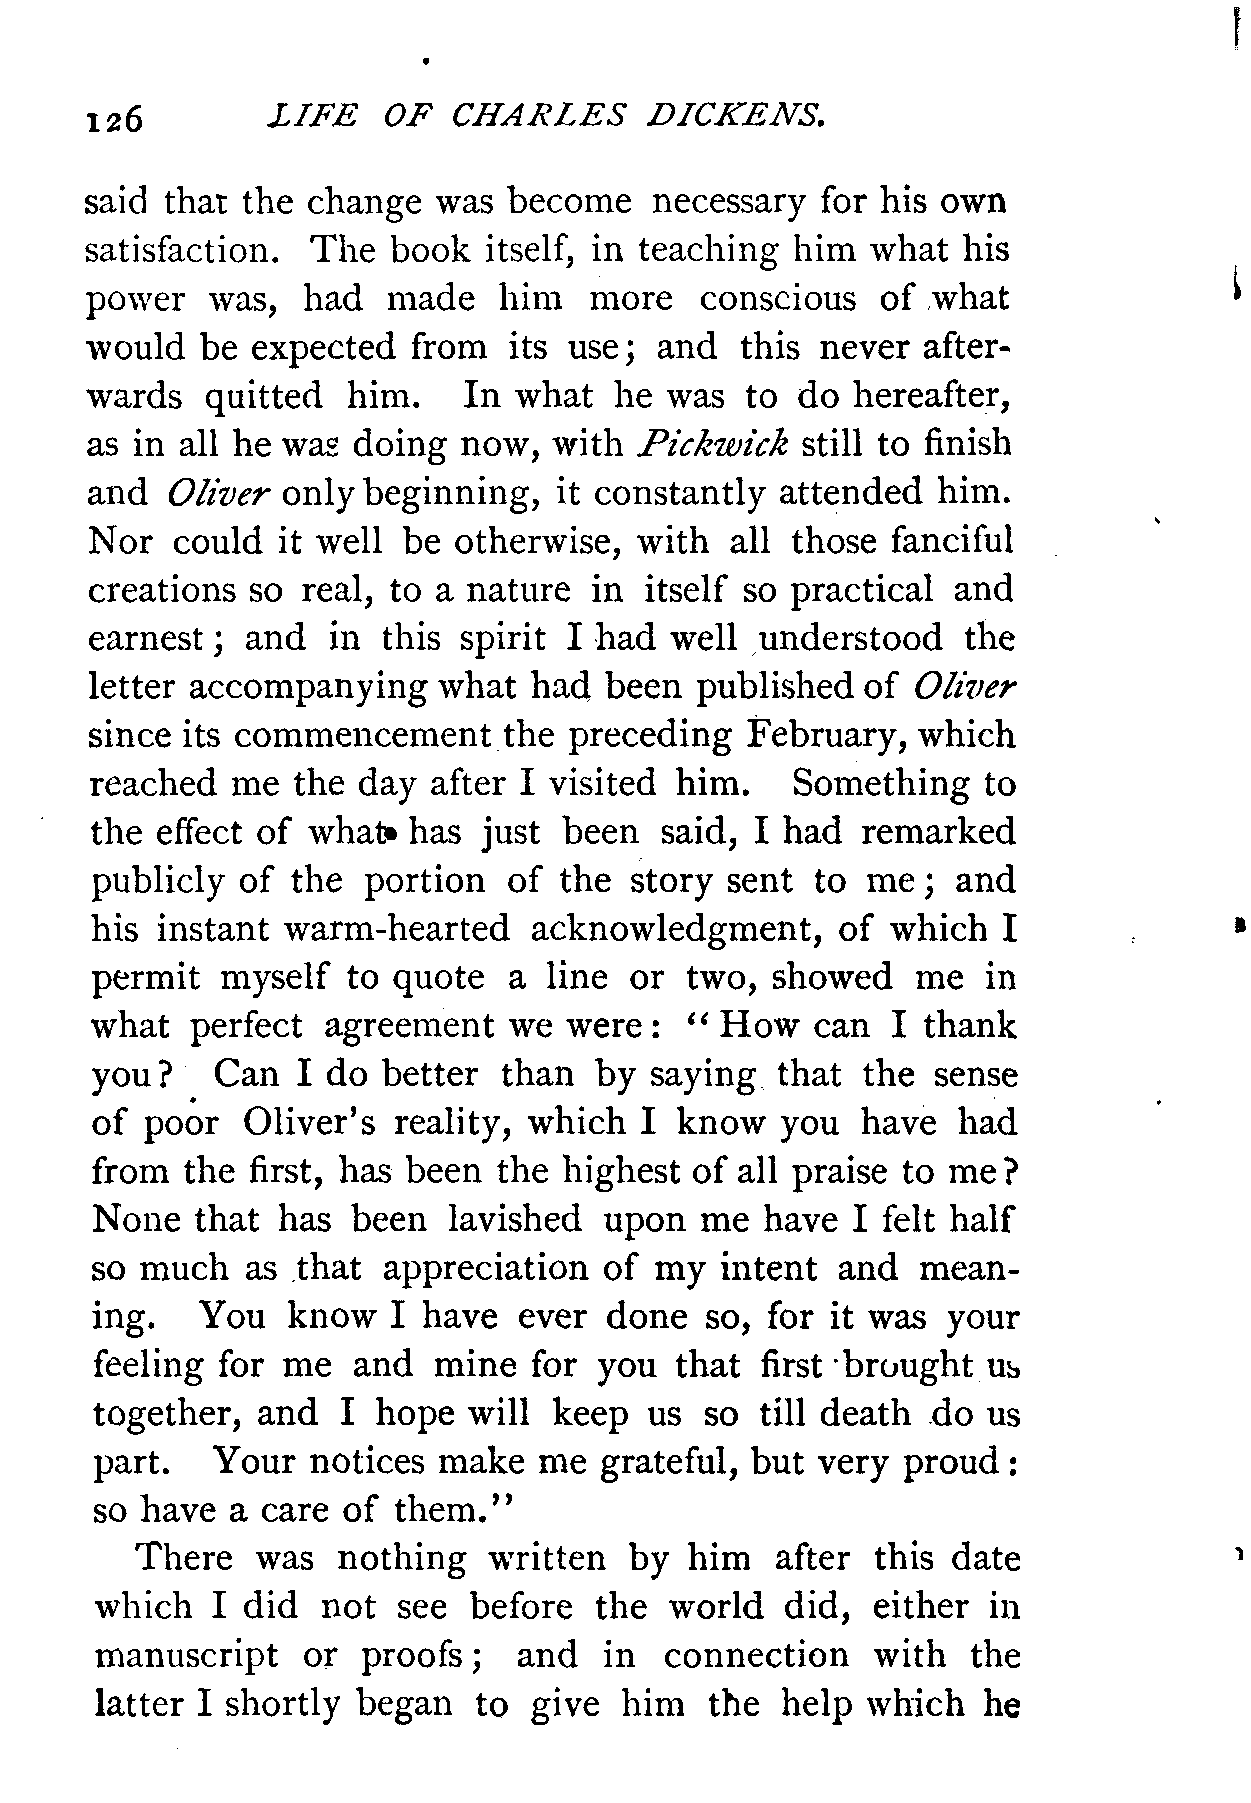 126 LIFE OF CHARLES DICKENS.
said that the change was become necessary for his own
satisfaction. The book itself, in teaching him what his
power was, had made him more conscious of what
would be expected from its use; and this never after-
wards quitted him. In what he was to do hereafter,
as in all he was doing now, with Pickwick still to finish
and Oliver only beginning, it constantly attended him.
Nor could it well be otherwise, with all those fanciful
creations so real, to a nature in itself so practical and
earnest; and in this spirit I had well understood the
letter accompanying what had been published of Oliver
since its commencement the preceding February, which
reached me the day after I visited him. Something to
the effect of what has just been said, I had remarked
publicly of the portion of the story sent to me; and
his instant warm-hearted acknowledgment, of which I
permit myself to quote a line or two, showed me in
what perfect agreement we were: "How can I thank
you? Can I do better than by saying that the sense
of poor Oliver's reality, which I know you have had
from the first, has been the highest of all praise to me?
None that has been lavished upon me have I felt half
so much as that appreciation of my intent and mean-
ing. You know I have ever done so, for it was your
feeling for me and mine for you that first brought us
together, and I hope will keep us so till death do us
part. Your notices make me grateful, but very proud:
so have a care of them."
There was nothing written by him after this date
which I did not see before the world did, either in
manuscript or proofs; and in connection with the
latter I shortly began to give him the help which he